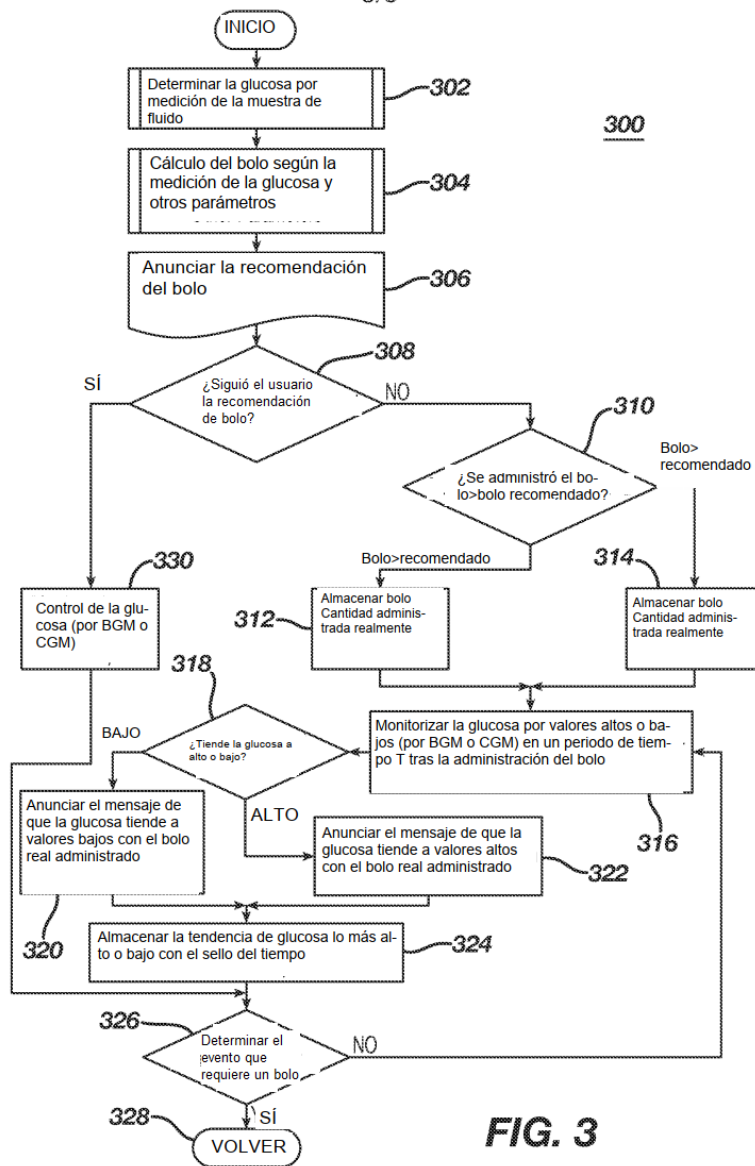 INICIO
Determinar la glucosa por
medición de la muestra de
fluido
302
300
Cálculo del bolo según la
medición de la glucosa y
otros parámetros
304
Anunciar la recomendación
del bolo
306
308
SÍ
¿Siguió el usuario
la recomendación
de bolo?
NO
310
¿Se administró el bo-
lo>bolo recomendado?
Bolo>
recomendado
Bolo>recomendado
330
Control de la glu-
cosa (por BGM o
CGM)
312
Almacenar bolo
Cantidad adminis-
trada realmente
314
Almacenar bolo
Cantidad adminis-
trada realmente
318
BAJO
¿Tiende la glucosa a
alto o bajo?
Monitorizar la glucosa por valores altos o ba-
jos (por BGM o CGM) en un periodo de tiem-
po T tras la administración del bolo
316
ALTO
Anunciar el mensaje de
que la glucosa tiende a
valores bajos con el bolo
real administrado
320
Anunciar el mensaje de que la
glucosa tiende a valores altos
con el bolo real administrado
322
Almacenar la tendencia de glucosa lo más al-
to o bajo con el sello del tiempo
324
326
Determinar el
evento que
requiere un bolo
NO
SÍ
328
VOLVER
FIG. 3